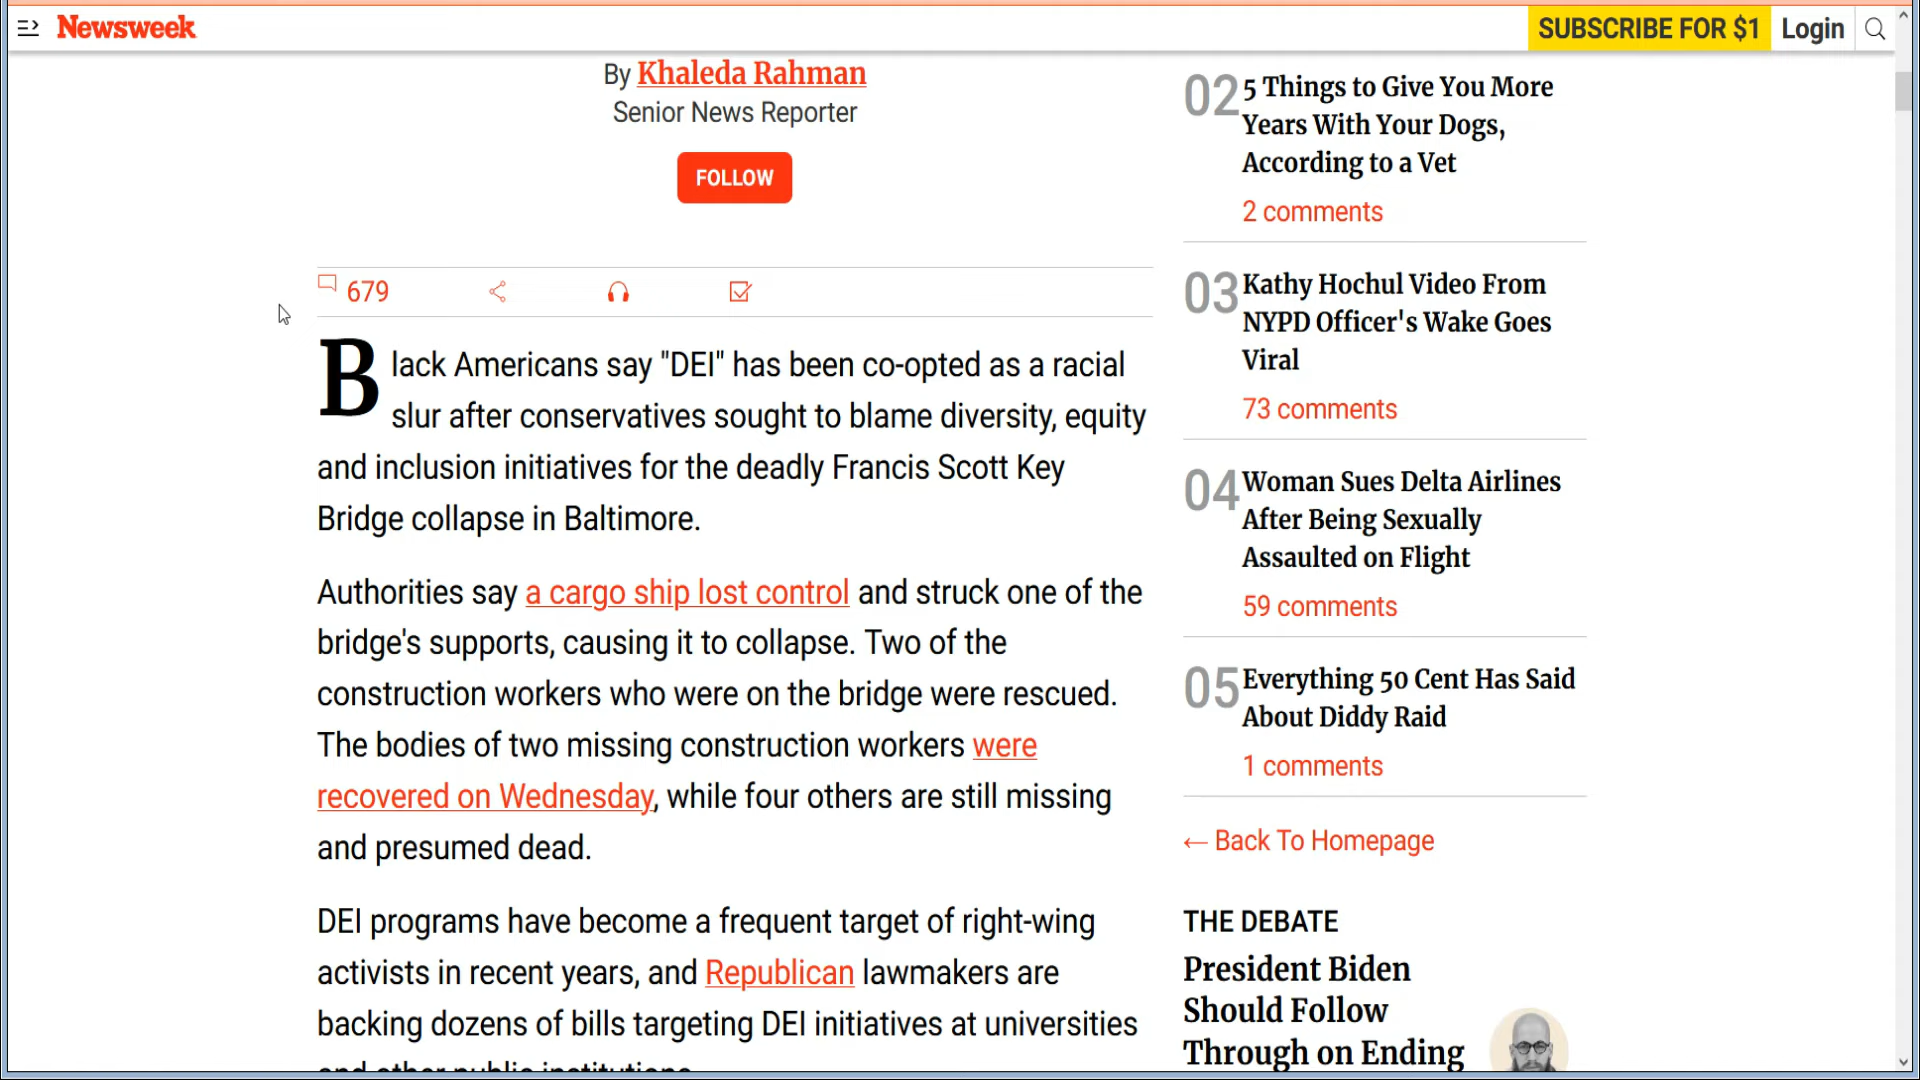 Newsweek
SUBSCRIBE FOR $1
Login
By Khaleda Rahman
Senior News Reporter
FOLLOW
679
Black Americans say "DEI" has been co-opted as a racial
slur after conservatives sought to blame diversity, equity
and inclusion initiatives for the deadly Francis Scott Key
Bridge collapse in Baltimore.
Authorities say a cargo ship lost control and struck one of the
bridge's supports, causing it to collapse. Two of the
construction workers who were on the bridge were rescued.
The bodies of two missing construction workers were
recovered on Wednesday, while four others are still missing
and presumed dead.
DEI programs have become a frequent target of right-wing
activists in recent years, and Republican lawmakers are
backing dozens of bills targeting DEI initiatives at universities
and other public institutions.
02
5 Things to Give You More
Years With Your Dogs,
According to a Vet
2 comments
03
Kathy Hochul Video From
NYPD Officer's Wake Goes
Viral
73 comments
04
Woman Sues Delta Airlines
After Being Sexually
Assaulted on Flight
59 comments
05
Everything 50 Cent Has Said
About Diddy Raid
1 comments
← Back To Homepage
THE DEBATE
President Biden
Should Follow
Through on Ending